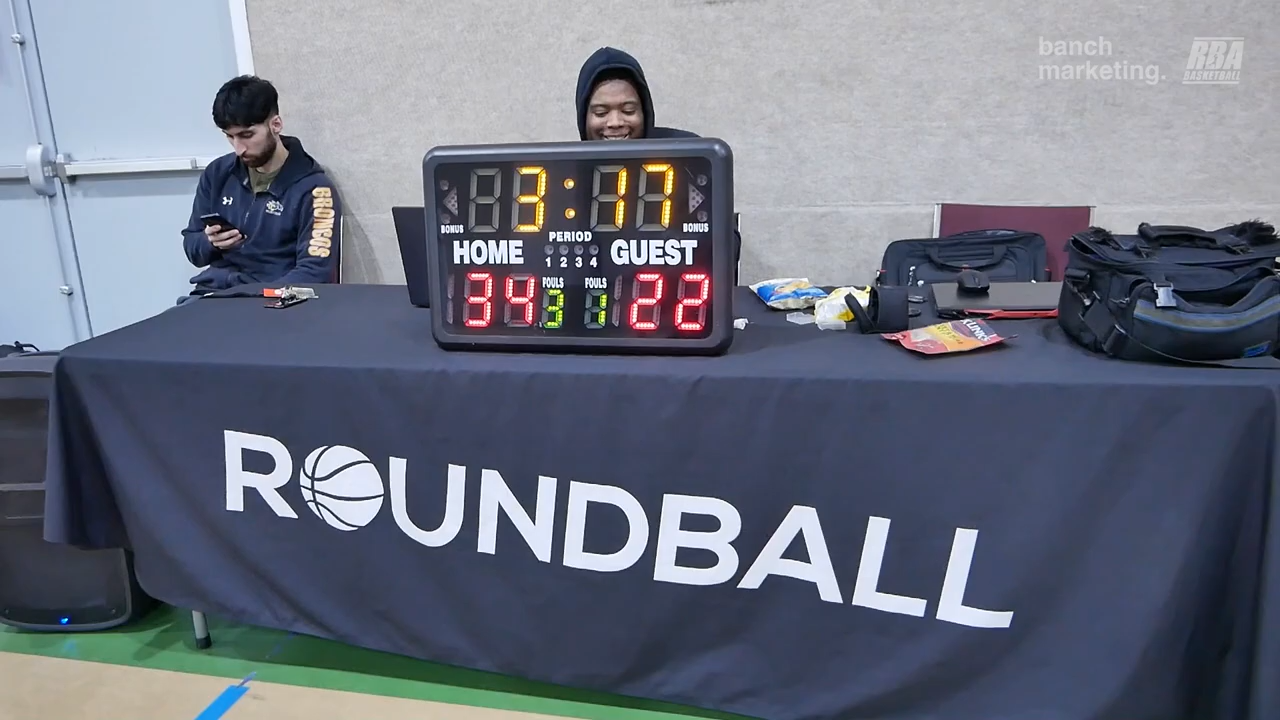 banch
marketing.
RBA
BASKETBALL
BRONCOS
3:17
BONUS
BONUS
PERIOD
HOME
GUEST
1 2 3 4
FOULS
FOULS
34
3
1
22
ROUNDBALL